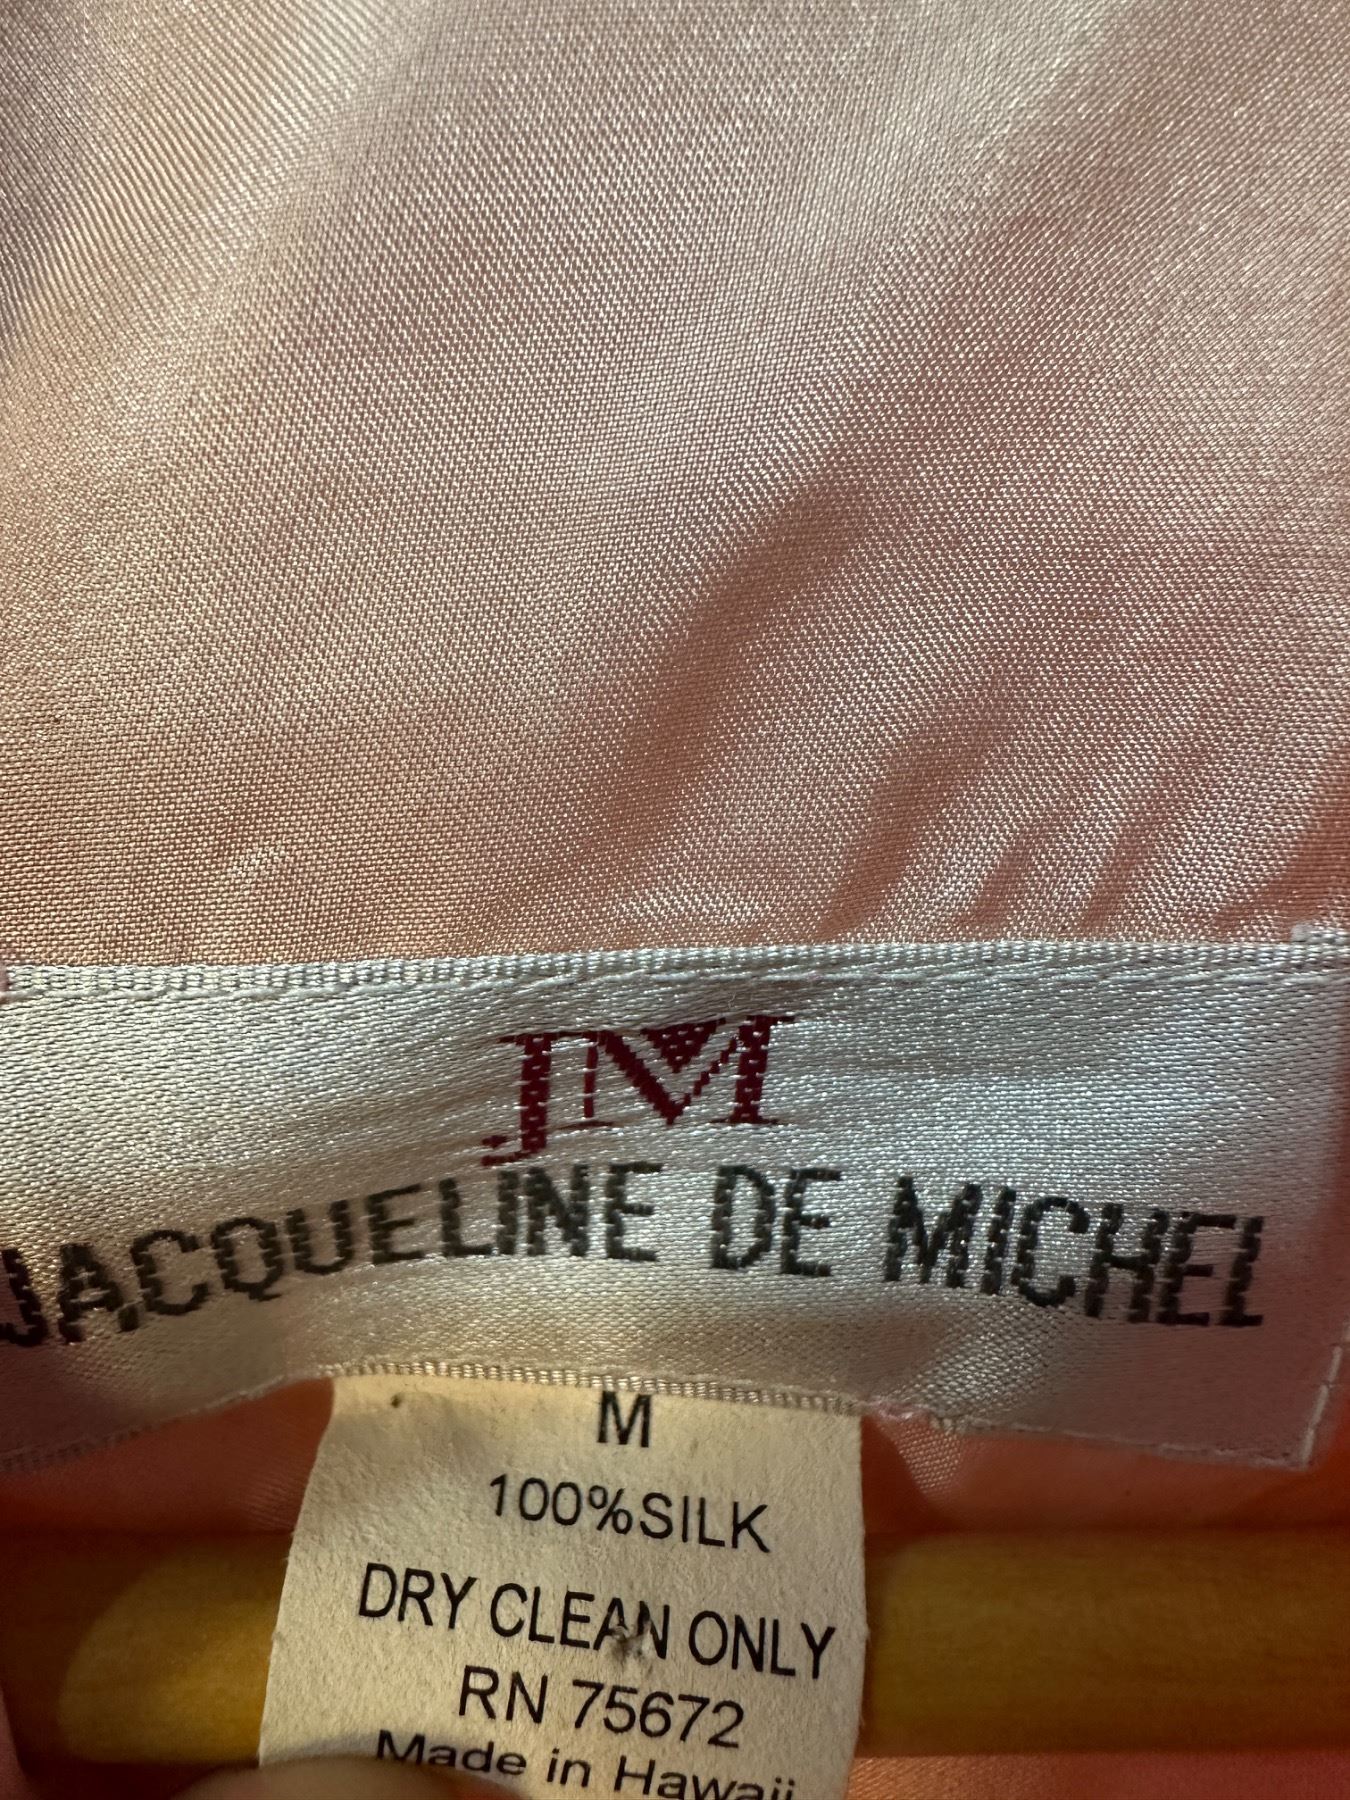 JM
JACQUELINE DE MICHEL
M
100%SILK
DRY CLEAN ONLY
RN 75672
Made in Hawaii